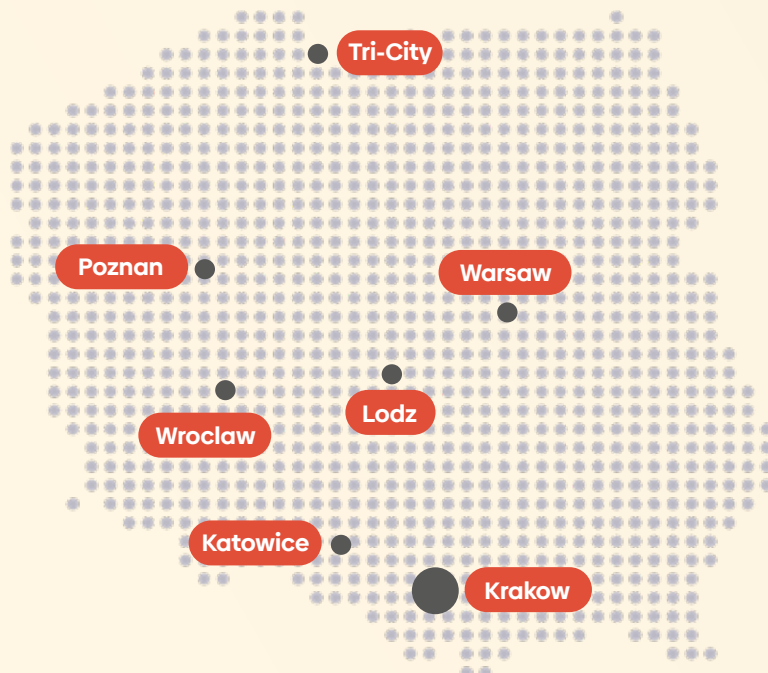 Tri-City
Poznan
Warsaw
Lodz
Wroclaw
Katowice
Krakow